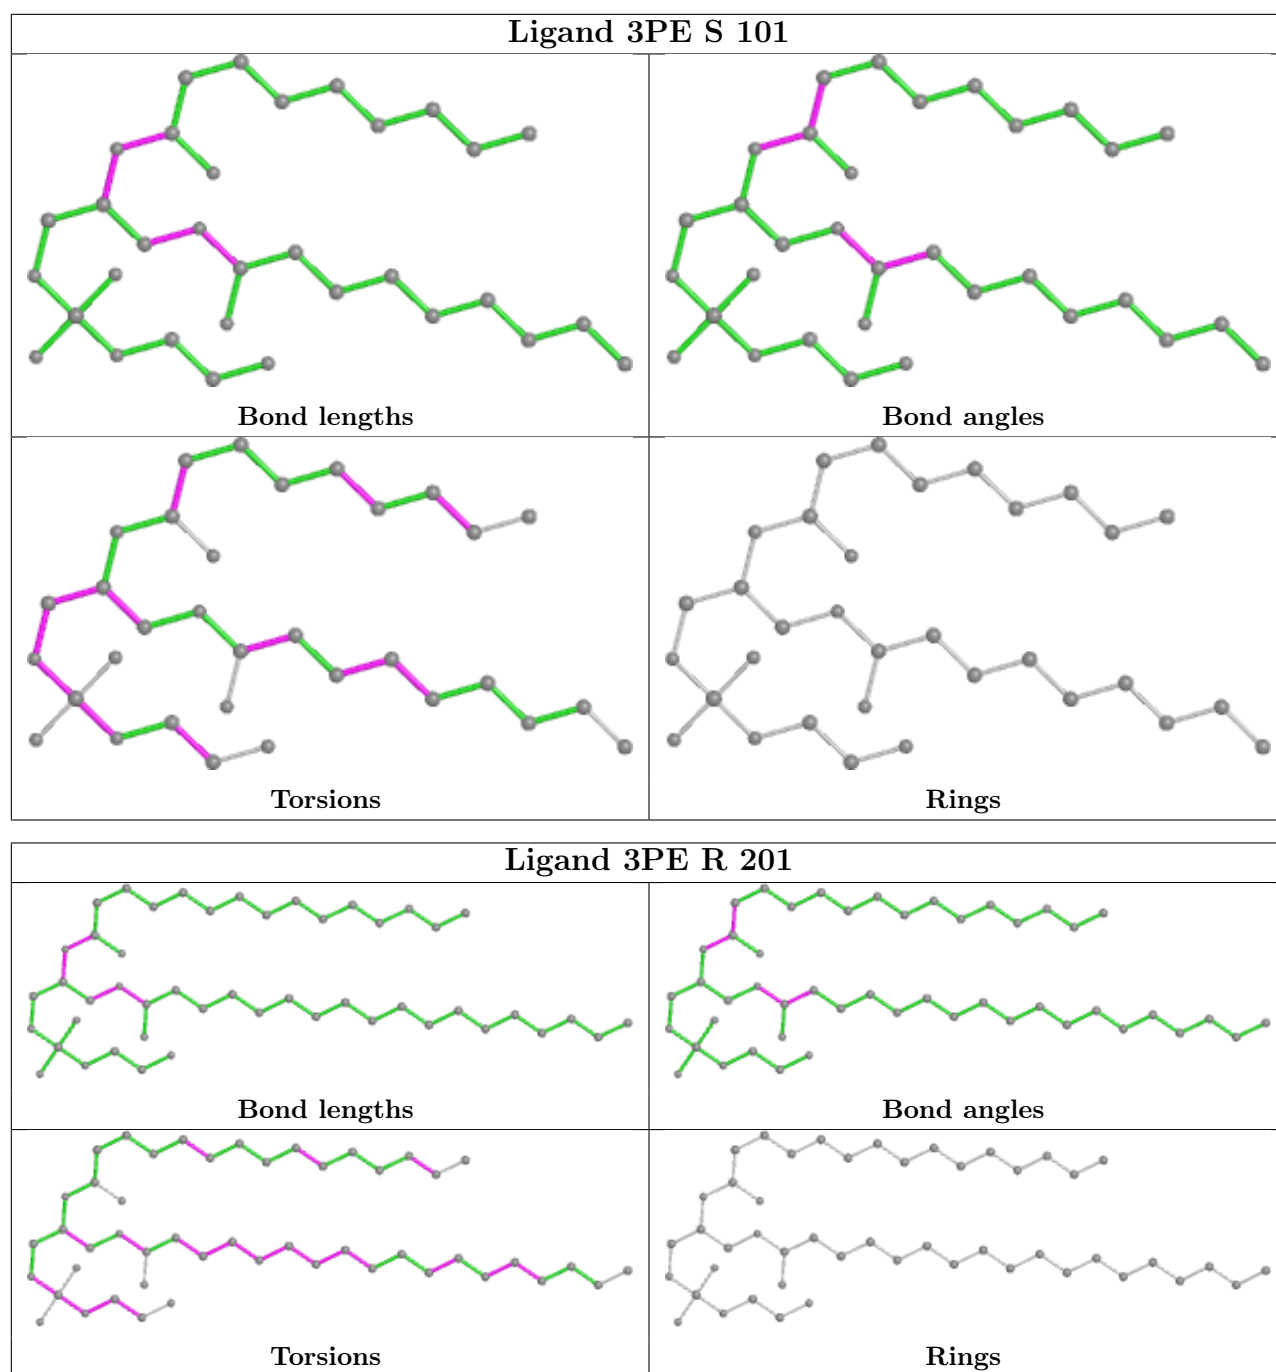 Ligand 3PE S 101
Bond lengths
Bond angles
Torsions
Rings
Ligand 3PE R 201
Bond lengths
Bond angles
Torsions
Rings